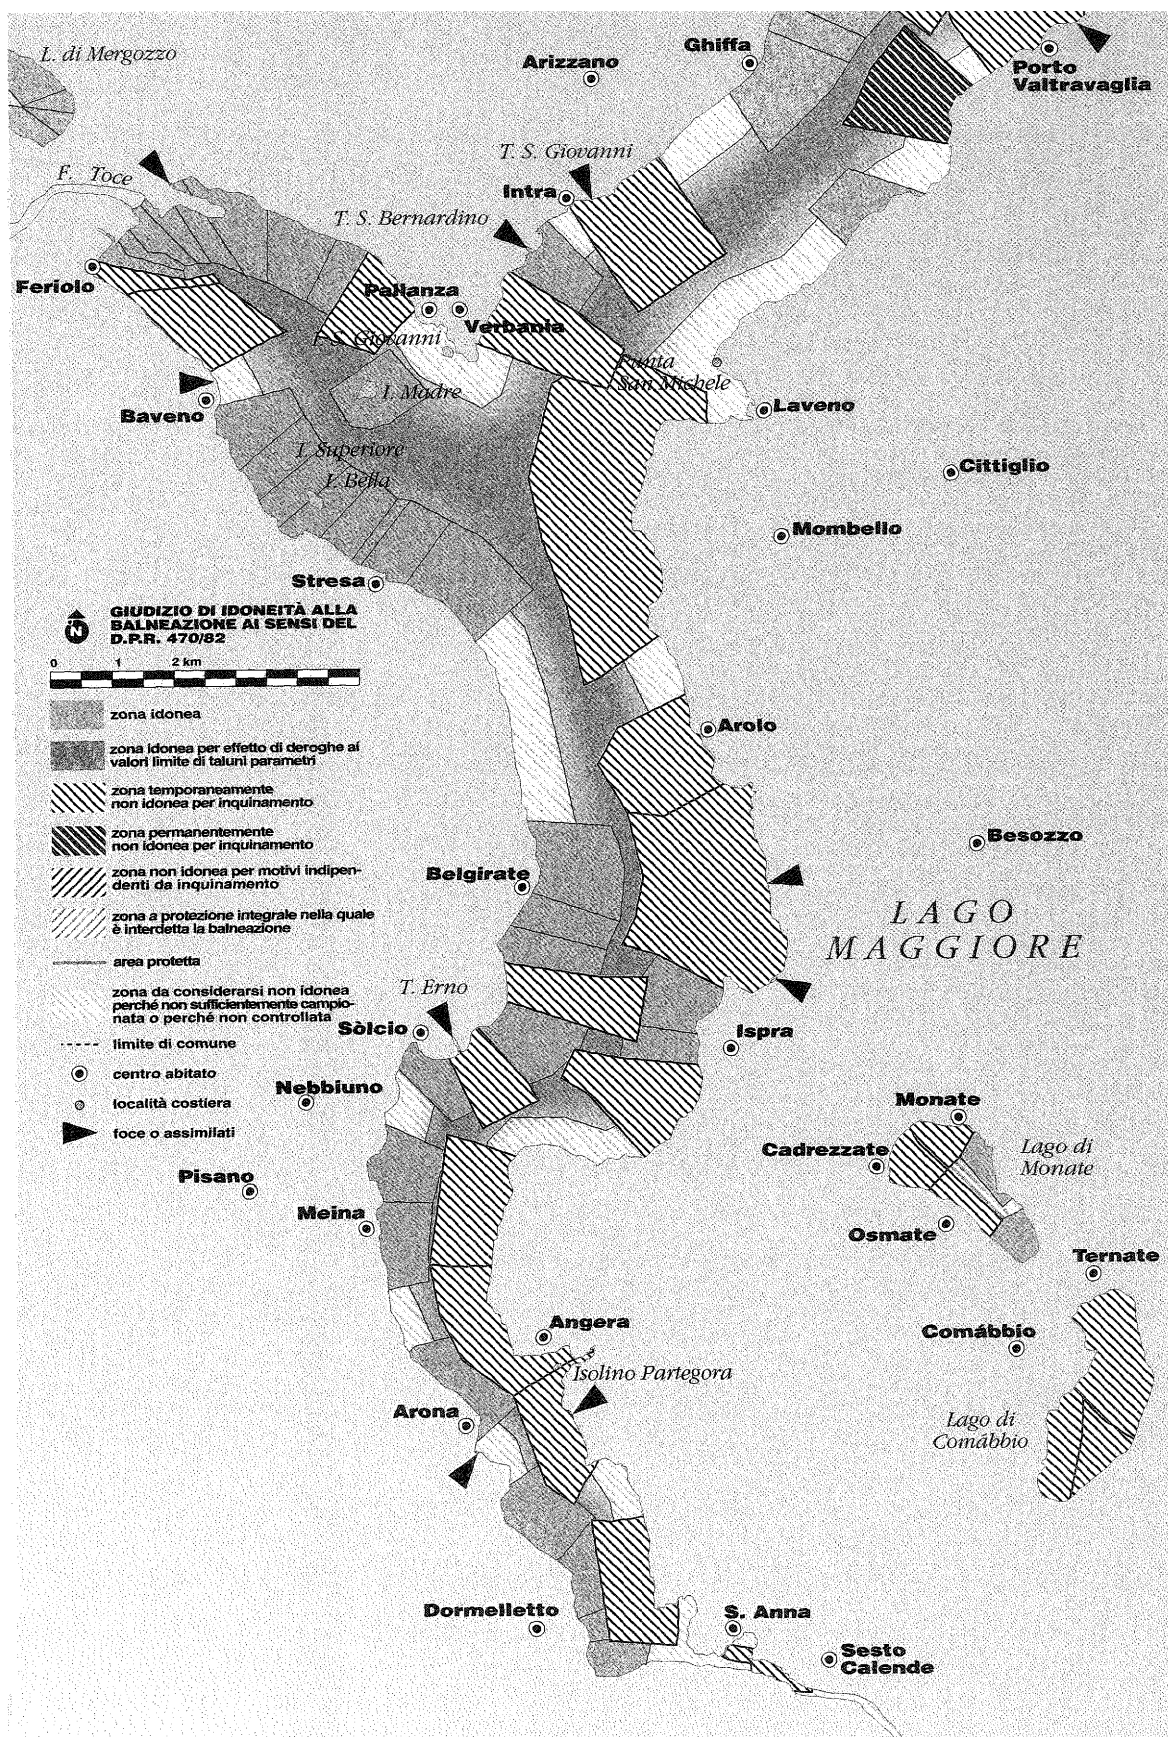 L. di Mergozzo
Ghiffa
Arizzano
Porto
Valtravaglia
T. S. Giovanni
F. Toce
Intra
T. S. Bernardino
Feriolo
Pallanza
Verbania
I. S. Giovanni
Punta
San Michele
I. Madre
Baveno
Laveno
I. Superiore
I. Bella
Cittiglio
Mombello
Stresa
GIUDIZIO DI IDONEITÀ ALLA
BALNEAZIONE AI SENSI DEL
D.P.R. 470/82
N
0 1 2 km
zona idonea
zona idonea per effetto di deroghe ai
valori limite di taluni parametri
zona temporaneamente
non idonea per inquinamento
zona permanentemente
non idonea per inquinamento
zona non idonea per motivi indipen-
denti da inquinamento
zona a protezione integrale nella quale
è interdetta la balneazione
area protetta
zona da considerarsi non idonea
perché non sufficientemente campio-
nata o perché non controllata
limite di comune
centro abitato
località costiera
foce o assimilati
Arolo
Besozzo
Belgirate
LAGO
MAGGIORE
T. Erno
Sòlcio
Ispra
Nebbiuno
Monate
Cadrezzate
Lago di
Monate
Pisano
Meina
Osmate
Ternate
Angera
Comábbio
Isolino Partegora
Arona
Lago di
Comábbio
Dormelletto
S. Anna
Sesto
Calende